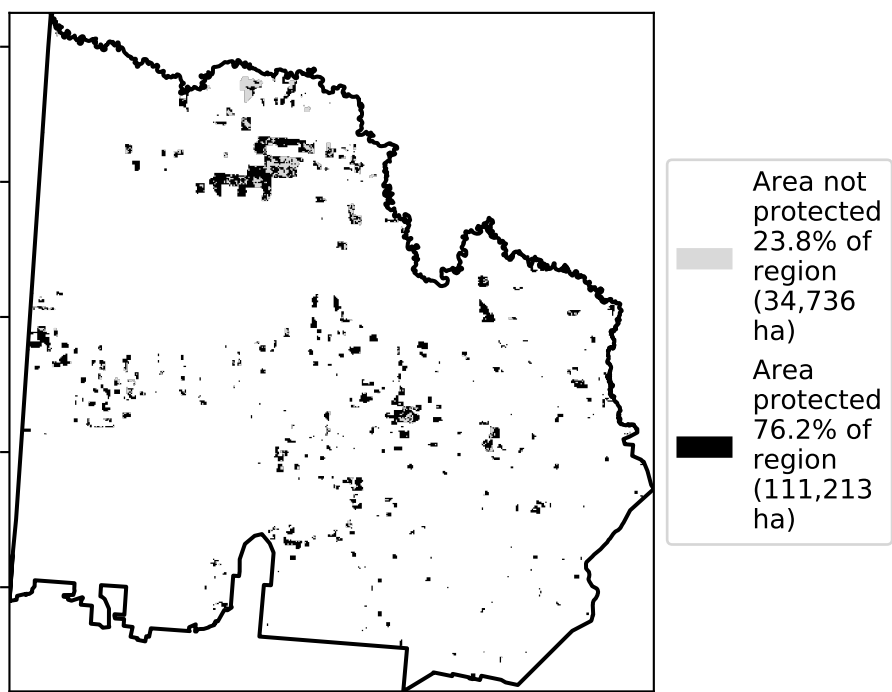 Area not
protected
23.8% of
region
(34,736
ha)
Area
protected
76.2% of
region
(111,213
ha)